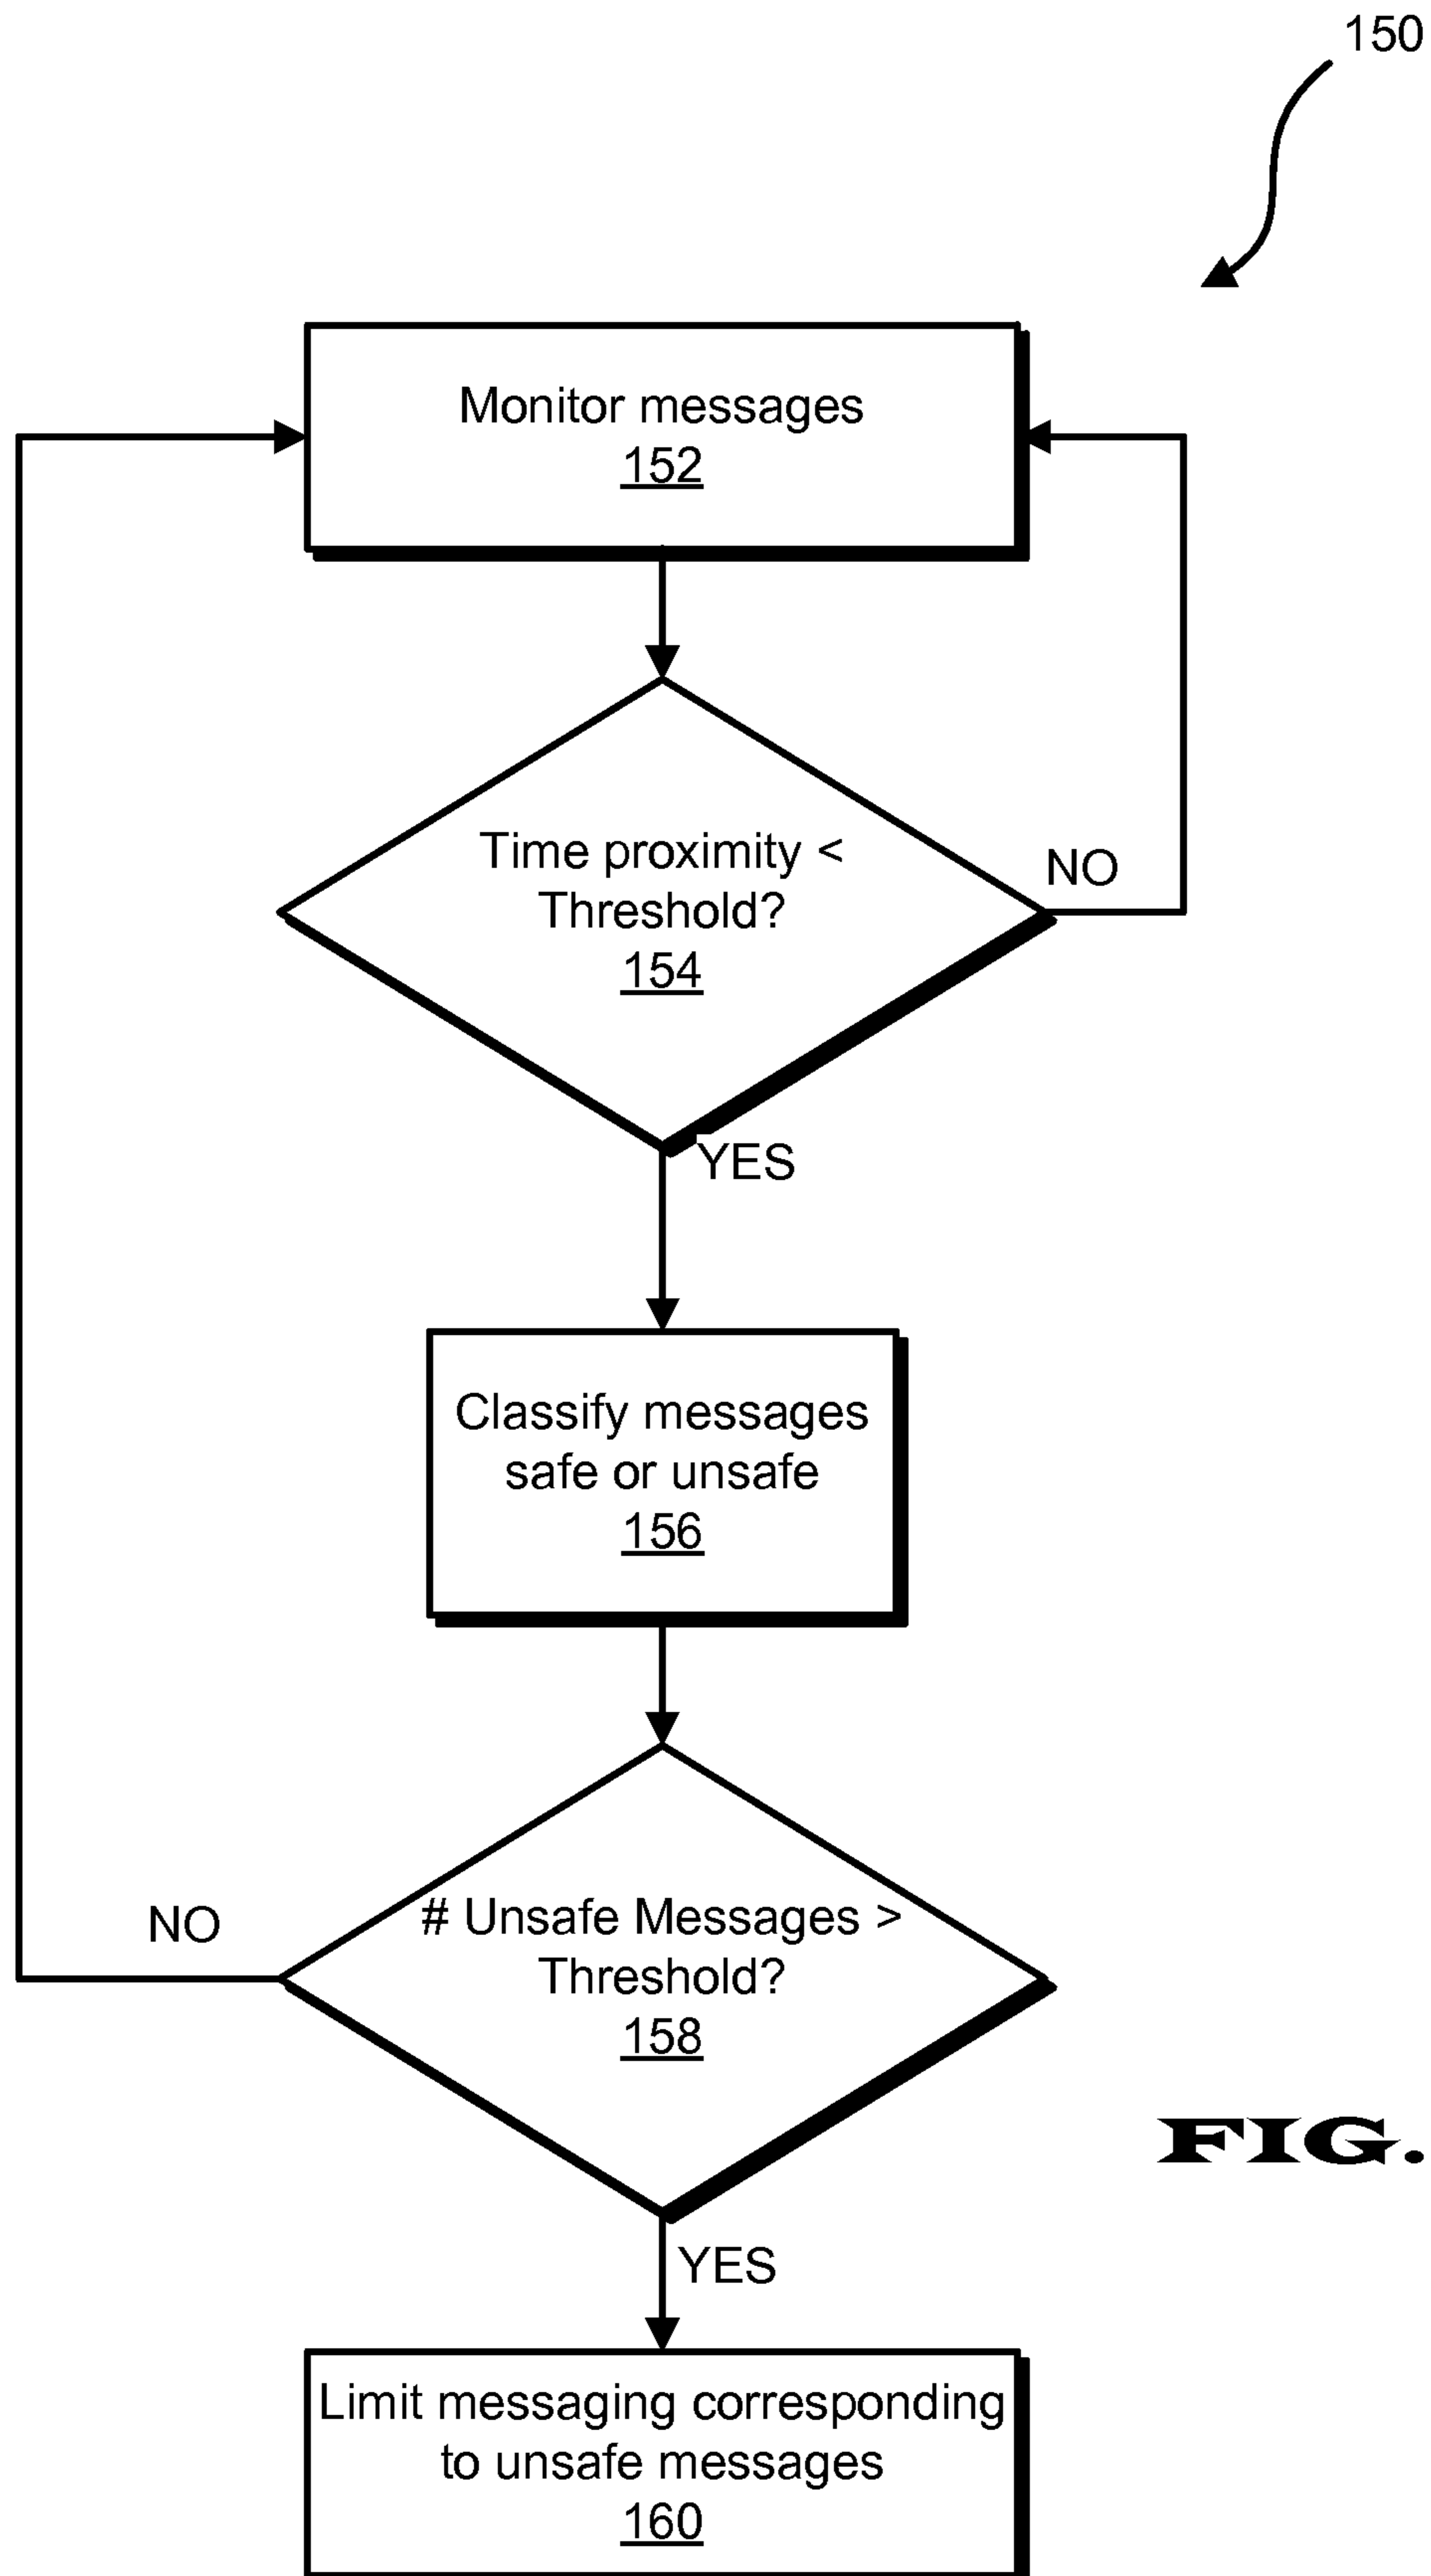 150
Monitor messages
152
Time proximity <
Threshold?
154
NO
YES
Classify messages
safe or unsafe
156
# Unsafe Messages >
Threshold?
158
NO
FIG.
YES
Limit messaging corresponding
to unsafe messages
160